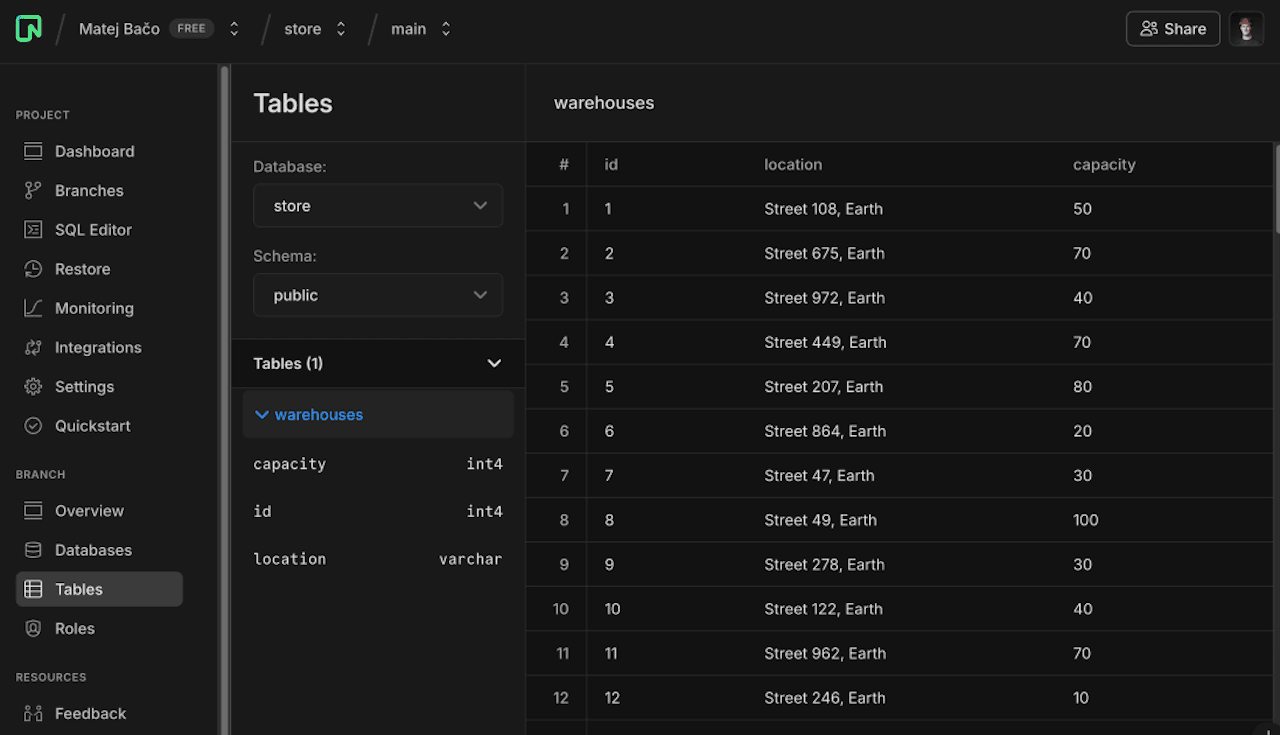 Matej Bačo FREE store main Share
PROJECT
Dashboard
Branches
SQL Editor
Restore
Monitoring
Integrations
Settings
Quickstart
BRANCH
Overview
Databases
Tables
Roles
RESOURCES
Feedback
Tables
Database:
store
Schema:
public
Tables (1)
warehouses
capacity int4
id int4
location varchar
warehouses
# id location capacity
1 1 Street 108, Earth 50
2 2 Street 675, Earth 70
3 3 Street 972, Earth 40
4 4 Street 449, Earth 70
5 5 Street 207, Earth 80
6 6 Street 864, Earth 20
7 7 Street 47, Earth 30
8 8 Street 49, Earth 100
9 9 Street 278, Earth 30
10 10 Street 122, Earth 40
11 11 Street 962, Earth 70
12 12 Street 246, Earth 10